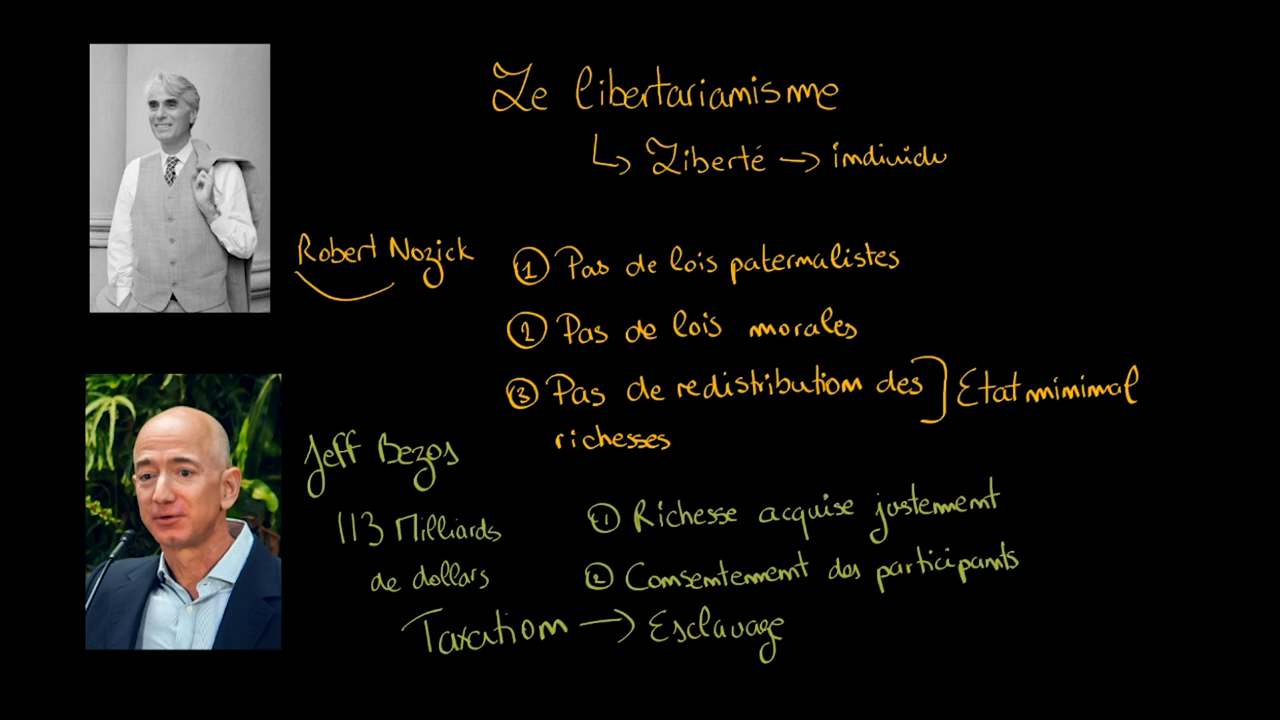 Le libertarianisme
Liberté → individu
Robert Nozick
① Pas de lois paternalistes
② Pas de lois morales
③ Pas de redistribution des
richesses
Etat minimal
Jeff Bezos
113 Milliards
de dollars
① Richesse acquise justement
② Consentement des participants
Taxation → Esclavage